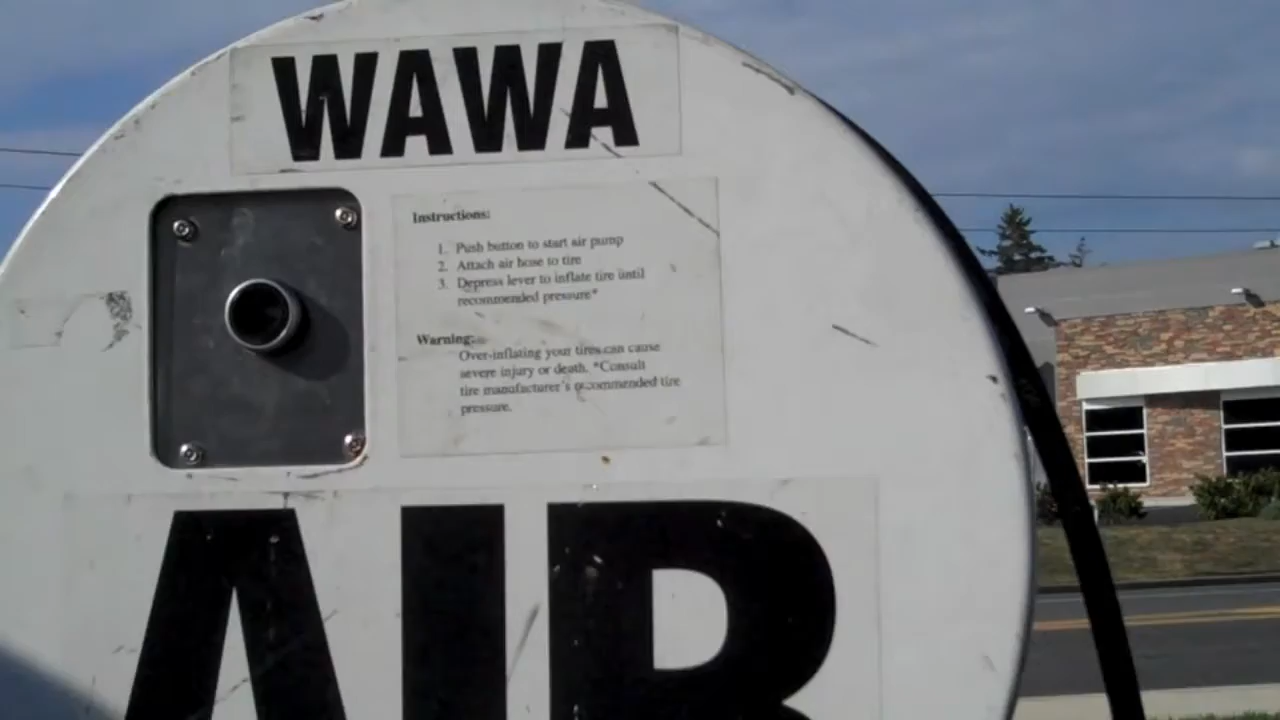 WAWA
Instructions:
1. Push button to start air pump
2. Attach air hose to tire
3. Depress lever to inflate tire until
recommended pressure*
Warning:
Over-inflating your tires can cause
severe injury or death. *Consult
tire manufacturer's recommended tire
pressure.
AIR